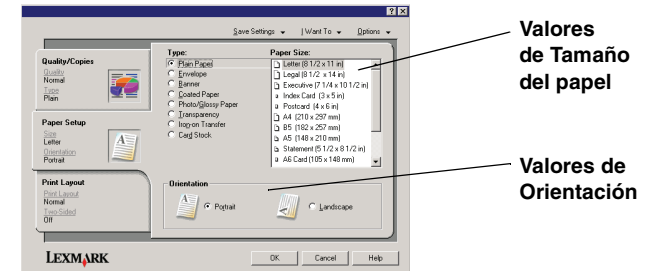 Save Settings
I Want To
Options
Quality/Copies
Quality
Normal
Type
Plain
Paper Setup
Size
Letter
Orientation
Portrait
Print Layout
Print Layout
Normal
Two-Sided
Off
Type:
Plain Paper
Envelope
Banner
Coated Paper
Photo/Glossy Paper
Transparency
Iron-on Transfer
Card Stock
Paper Size:
Letter (8 1/2 x 11 in)
Legal (8 1/2 x 14 in)
Executive (7 1/4 x 10 1/2 in)
Index Card (3 x 5 in)
Postcard (4 x 6 in)
A4 (210 x 297 mm)
B5 (182 x 257 mm)
A5 (148 x 210 mm)
Statement (5 1/2 x 8 1/2 in)
A6 Card (105 x 148 mm)
Orientation
Portrait
Landscape
LEXMARK
OK
Cancel
Help
Valores
de Tamaño
del papel
Valores de
Orientación